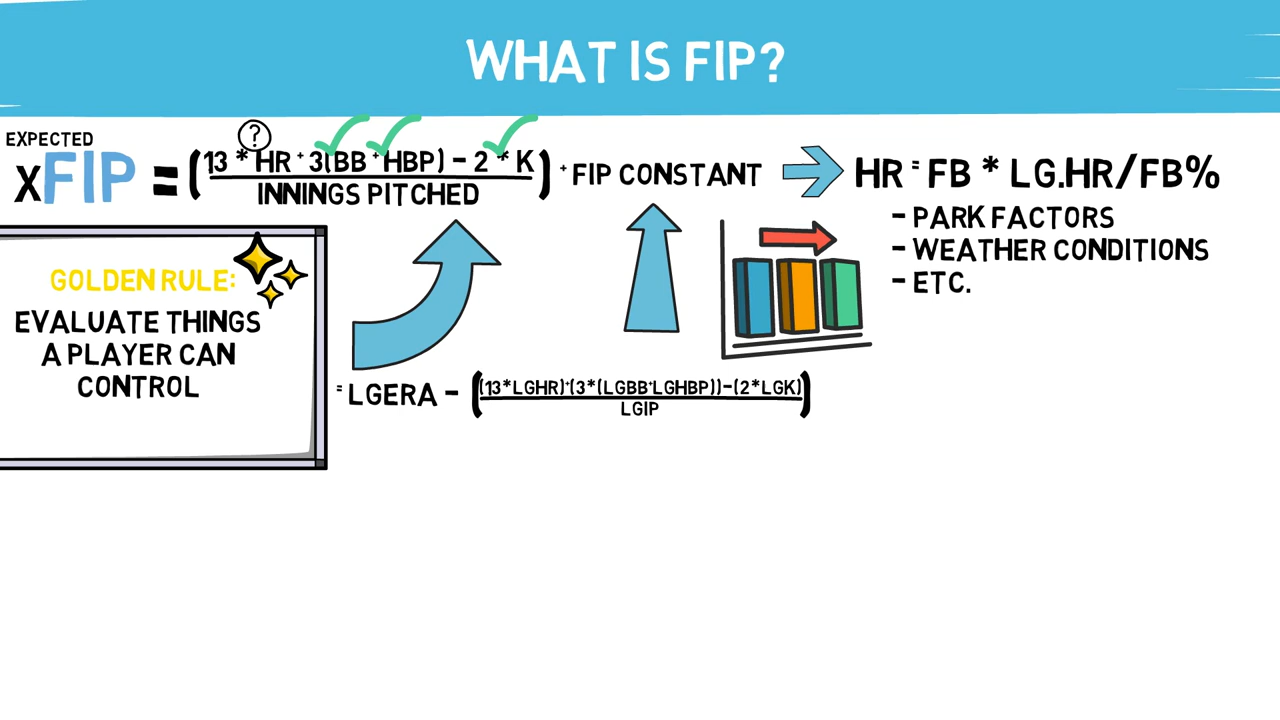 WHAT IS FIP?
EXPECTED
?
xFIP = (13 * HR + 3(BB + HBP) - 2 * K) + FIP CONSTANT
INNINGS PITCHED
HR = FB * LG.HR/FB%
- PARK FACTORS
- WEATHER CONDITIONS
- ETC.
GOLDEN RULE:
EVALUATE THINGS
A PLAYER CAN
CONTROL
= LGERA - ((13*LGHR)+(3*(LGBB+LGHBP))-(2*LGK))
LGIP